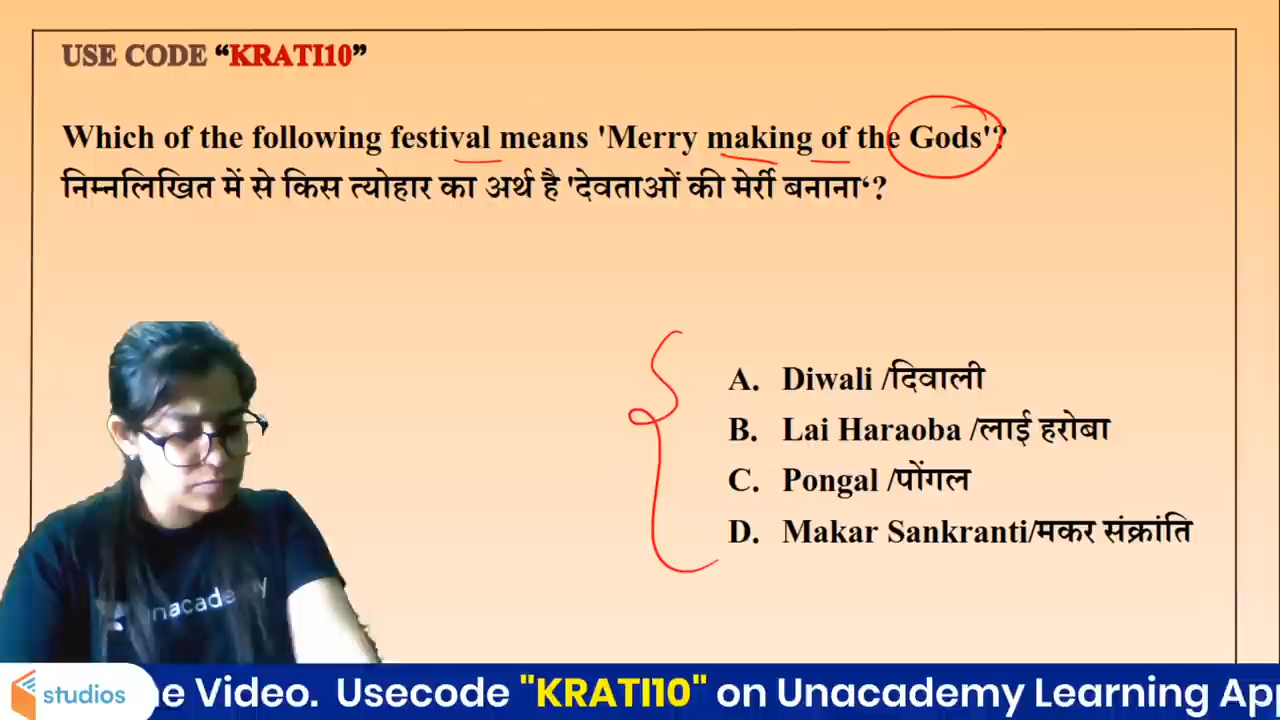 USE CODE “KRATI10”
Which of the following festival means 'Merry making of the Gods'?
निम्नलिखित में से किस त्योहार का अर्थ है 'देवताओं की मेर्री बनाना‘?
A. Diwali /दिवाली
B. Lai Haraoba /लाई हरोबा
C. Pongal /पोंगल
D. Makar Sankranti/मकर संक्रांति
unacademy
studios
e Video. Usecode "KRATI10" on Unacademy Learning Ap